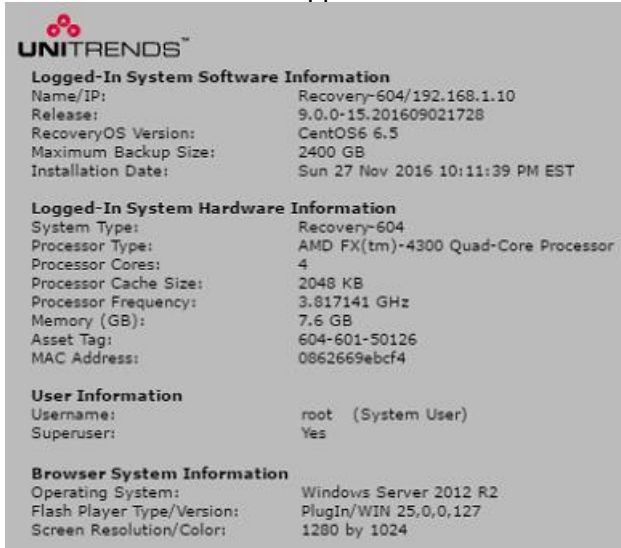 UNITRENDS™
Logged-In System Software Information
Name/IP: Recovery-604/192.168.1.10
Release: 9.0.0-15.201609021728
RecoveryOS Version: CentOS6 6.5
Maximum Backup Size: 2400 GB
Installation Date: Sun 27 Nov 2016 10:11:39 PM EST
Logged-In System Hardware Information
System Type: Recovery-604
Processor Type: AMD FX(tm)-4300 Quad-Core Processor
Processor Cores: 4
Processor Cache Size: 2048 KB
Processor Frequency: 3.817141 GHz
Memory (GB): 7.6 GB
Asset Tag: 604-601-50126
MAC Address: 0862669ebcf4
User Information
Username: root (System User)
Superuser: Yes
Browser System Information
Operating System: Windows Server 2012 R2
Flash Player Type/Version: PlugIn/WIN 25,0,0,127
Screen Resolution/Color: 1280 by 1024